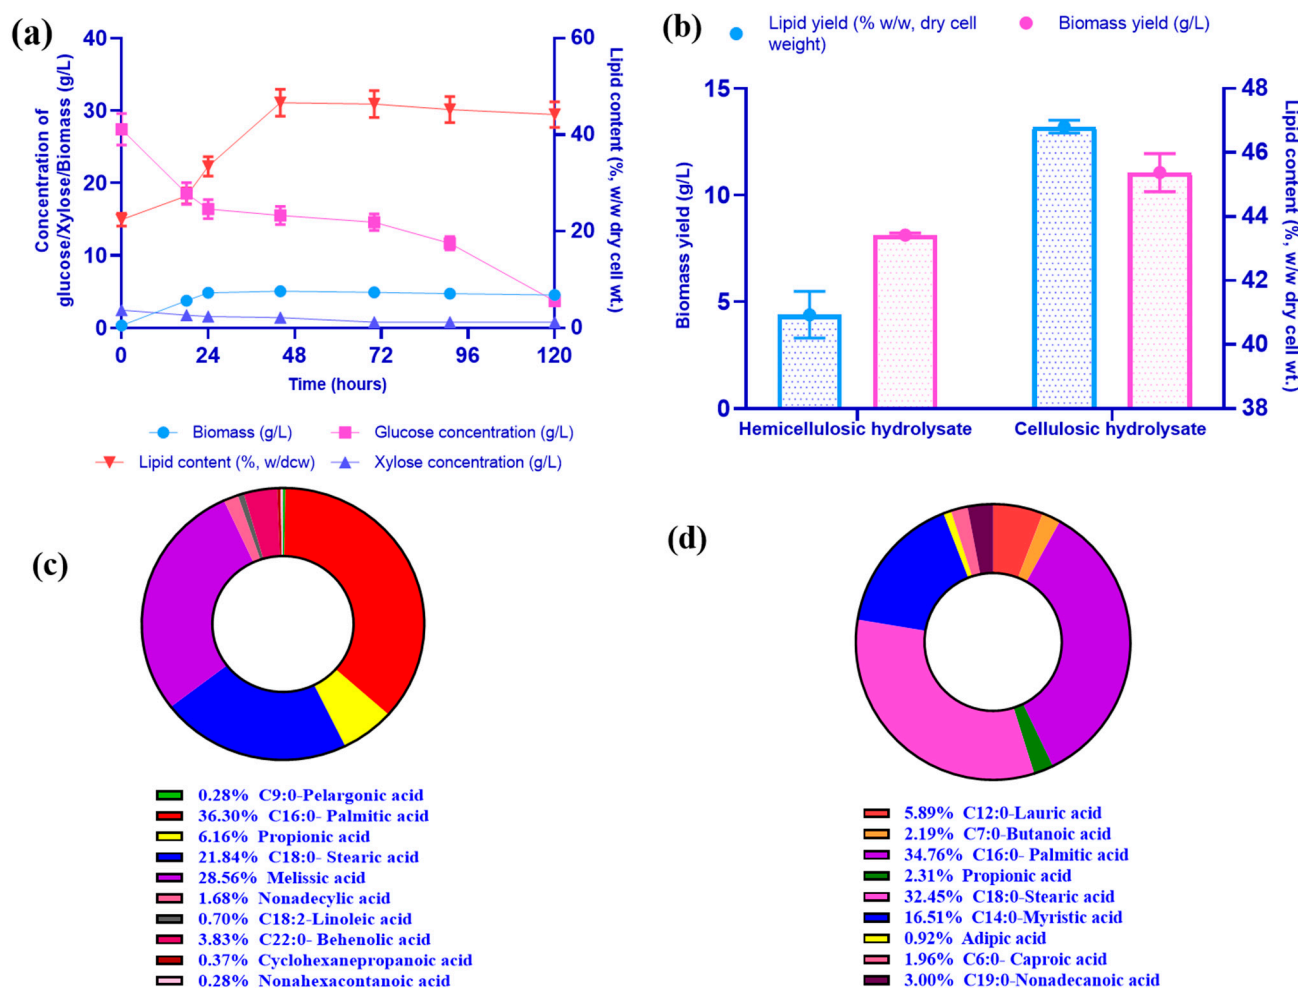 (a)
Concentration of
glucose/Xylose/Biomass (g/L)
40
30
20
10
0
60
40
20
0
Lipid content (%, w/w dry cell wt.)
0 24 48 72 96 120
Time (hours)
Biomass (g/L)
Glucose concentration (g/L)
Lipid content (%, w/dcw)
Xylose concentration (g/L)
(b)
Lipid yield (% w/w, dry cell
weight)
Biomass yield (g/L)
Biomass yield (g/L)
15
10
5
0
48
46
44
42
40
38
Lipid content (%, w/w dry cell wt.)
Hemicellulosic hydrolysate
Cellulosic hydrolysate
(c)
0.28% C9:0-Pelargonic acid
36.30% C16:0- Palmitic acid
6.16% Propionic acid
21.84% C18:0- Stearic acid
28.56% Melissic acid
1.68% Nonadecylic acid
0.70% C18:2-Linoleic acid
3.83% C22:0- Behenolic acid
0.37% Cyclohexanepropanoic acid
0.28% Nonahexacontanoic acid
(d)
5.89% C12:0-Lauric acid
2.19% C7:0-Butanoic acid
34.76% C16:0- Palmitic acid
2.31% Propionic acid
32.45% C18:0-Stearic acid
16.51% C14:0-Myristic acid
0.92% Adipic acid
1.96% C6:0- Caproic acid
3.00% C19:0-Nonadecanoic acid